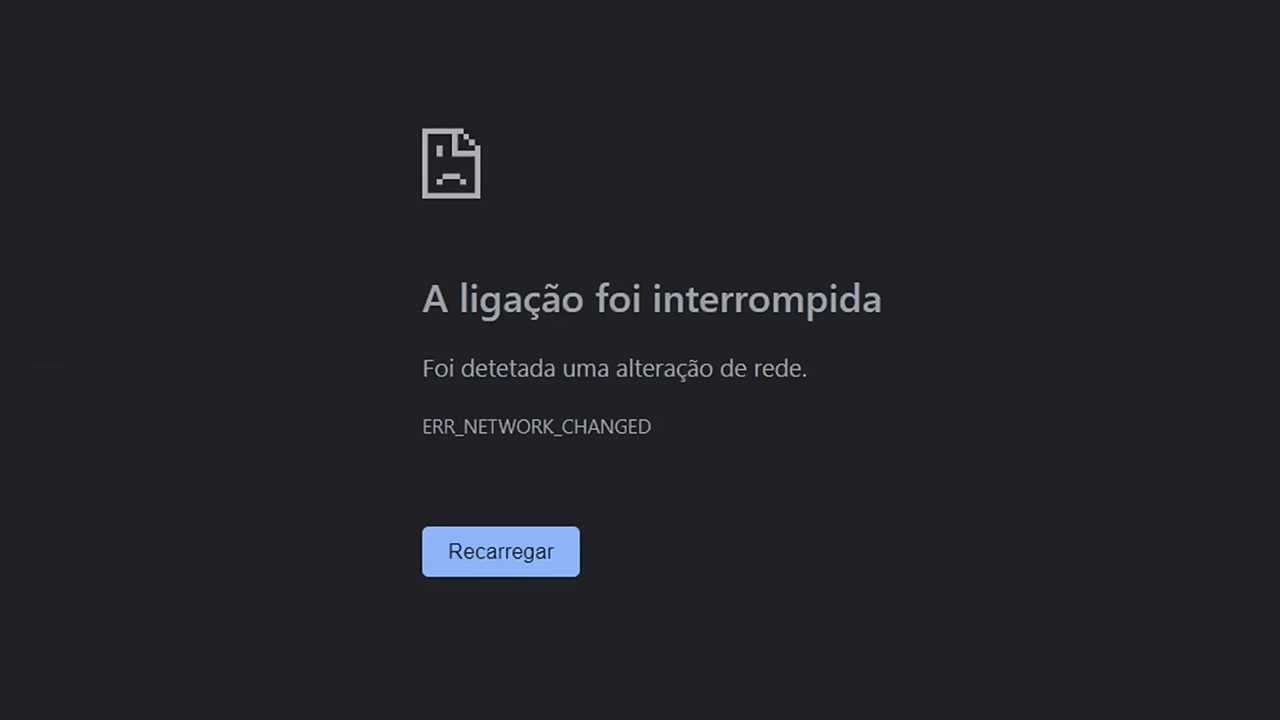 A ligação foi interrompida
Foi detetada uma alteração de rede.
ERR_NETWORK_CHANGED
Recarregar